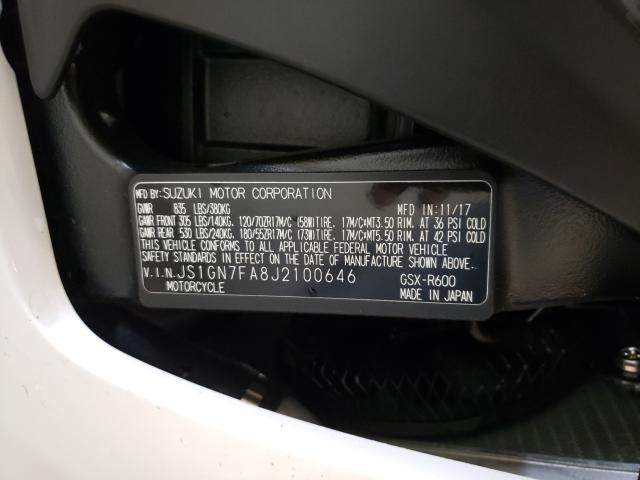 MFD BY: SUZUKI MOTOR CORPORATION MFD IN: 11/17
GVWR 835 LBS/380KG
GAWR FRONT 305 LBS/140KG, 120/70ZR17M/C (58W)TIRE, 17M/C×MT3.50 RIM. AT 36 PSI COLD
GAWR REAR 530 LBS/240KG, 180/55ZR17M/C (73W)TIRE, 17M/C×MT5.50 RIM. AT 42 PSI COLD
THIS VEHICLE CONFORMS TO ALL APPLICABLE FEDERAL MOTOR VEHICLE
SAFETY STANDARDS IN EFFECT ON THE DATE OF MANUFACTURE SHOWN ABOVE.
V.I.N. JS1GN7FA8J2100646 GSX-R600
MOTORCYCLE MADE IN JAPAN